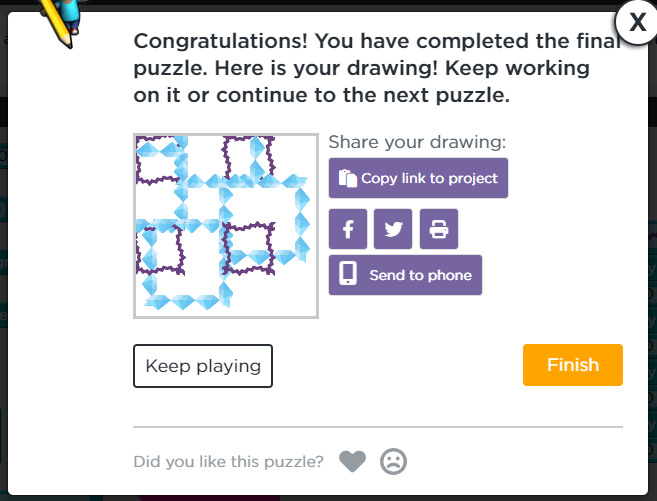 X
Congratulations! You have completed the final
puzzle. Here is your drawing! Keep working
on it or continue to the next puzzle.
Share your drawing:
Copy link to project
Send to phone
Keep playing
Finish
Did you like this puzzle?